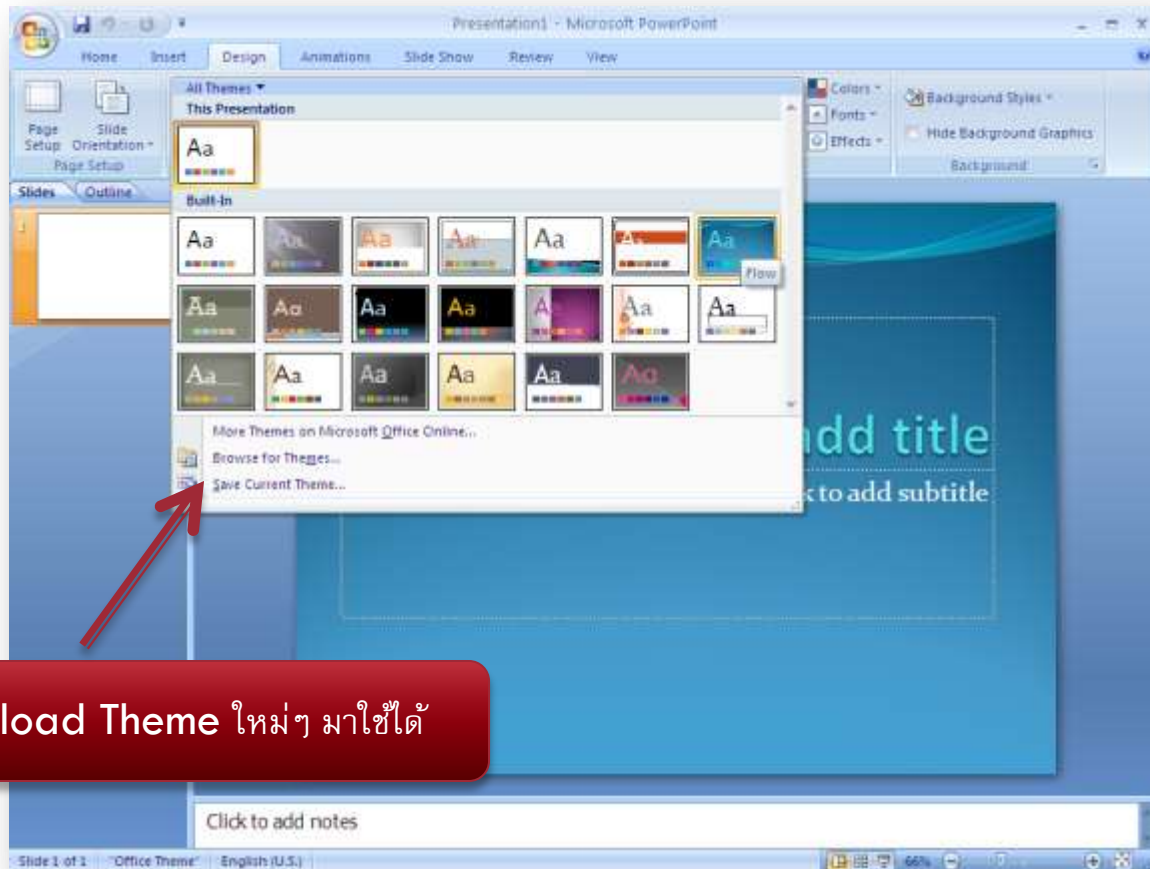 Presentation1 - Microsoft PowerPoint
Home Insert Design Animations Slide Show Review View
All Themes
This Presentation
Aa
Page Setup
Slide Orientation
Page Setup
Colors
Fonts
Effects
Background Styles
Hide Background Graphics
Background
Slides Outline
1
Built-In
Aa Aa Aa Aa Aa Aa Aa
Flow
Aa Aa Aa Aa A Aa Aa
Aa Aa Aa Aa Aa Aa
More Themes on Microsoft Office Online...
Browse for Themes...
Save Current Theme...
add title
k to add subtitle
load Theme ใหม่ๆ มาใช้ได้
Click to add notes
Slide 1 of 1 "Office Theme" English (U.S.) 66%